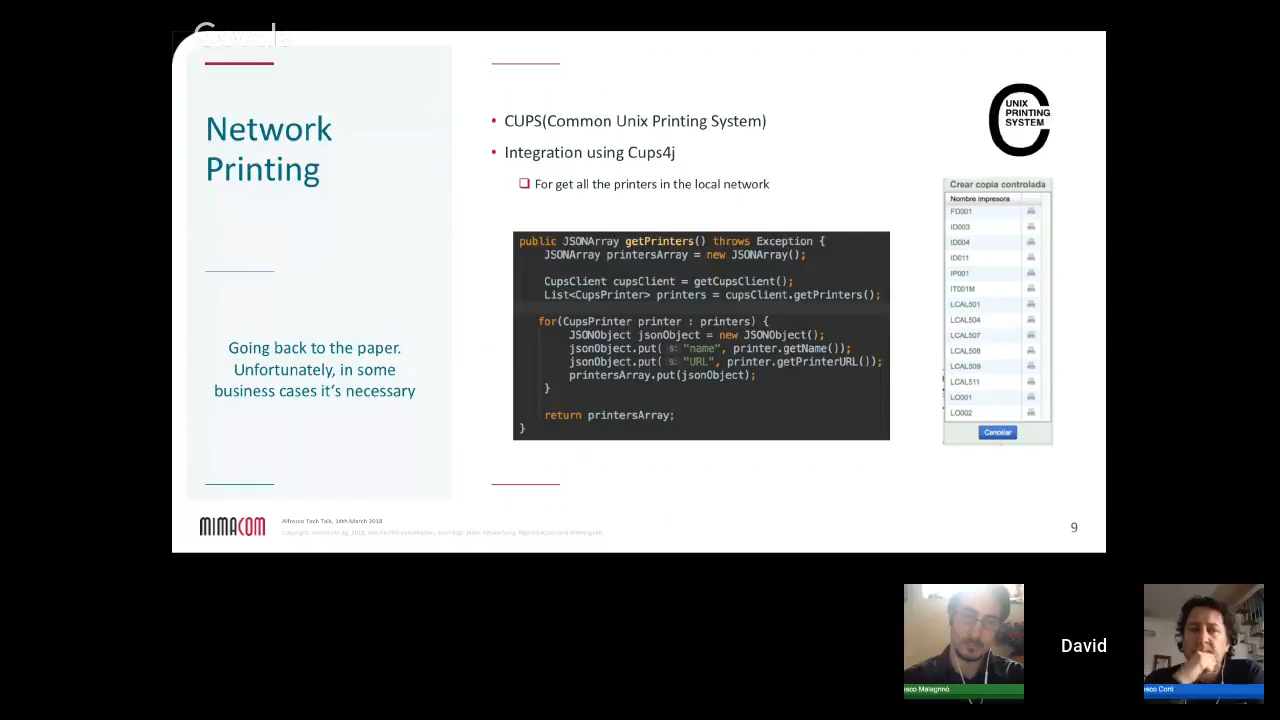 Google
Network
Printing
Going back to the paper.
Unfortunately, in some
business cases it's necessary
• CUPS(Common Unix Printing System)
• Integration using Cups4j
❑ For get all the printers in the local network
public JSONArray getPrinters() throws Exception {
JSONArray printersArray = new JSONArray();
CupsClient cupsClient = getCupsClient();
List<CupsPrinter> printers = cupsClient.getPrinters();
for(CupsPrinter printer : printers) {
JSONObject jsonObject = new JSONObject();
jsonObject.put( s: "name", printer.getName());
jsonObject.put( s: "URL", printer.getPrinterURL());
printersArray.put(jsonObject);
}
return printersArray;
}
UNIX
PRINTING
SYSTEM
Crear copia controlada
Nombre impresora
FD001
ID003
ID004
ID011
IP001
IT001M
LCAL501
LCAL504
LCAL507
LCAL508
LCAL509
LCAL511
LO001
LO002
Cancelar
MIMACOM
Alfresco Tech Talk, 14th March 2018
9
esco Malagrinò
David
esco Corti